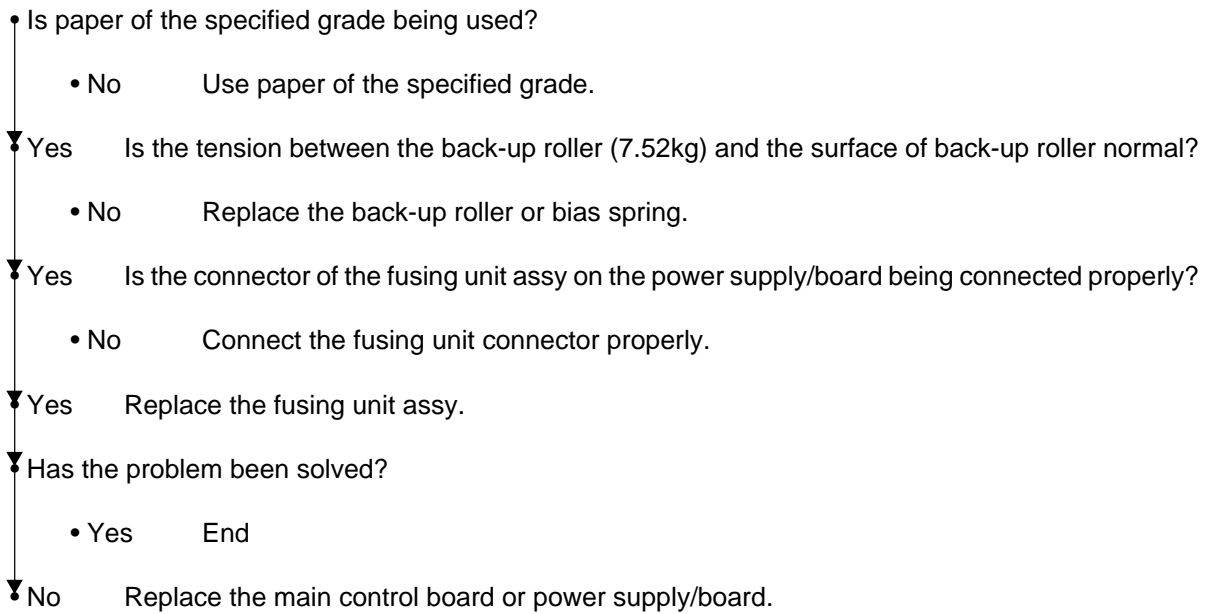 • Is paper of the specified grade being used?
• No Use paper of the specified grade.
• Yes Is the tension between the back-up roller (7.52kg) and the surface of back-up roller normal?
• No Replace the back-up roller or bias spring.
• Yes Is the connector of the fusing unit assy on the power supply/board being connected properly?
• No Connect the fusing unit connector properly.
• Yes Replace the fusing unit assy.
• Has the problem been solved?
• Yes End
• No Replace the main control board or power supply/board.